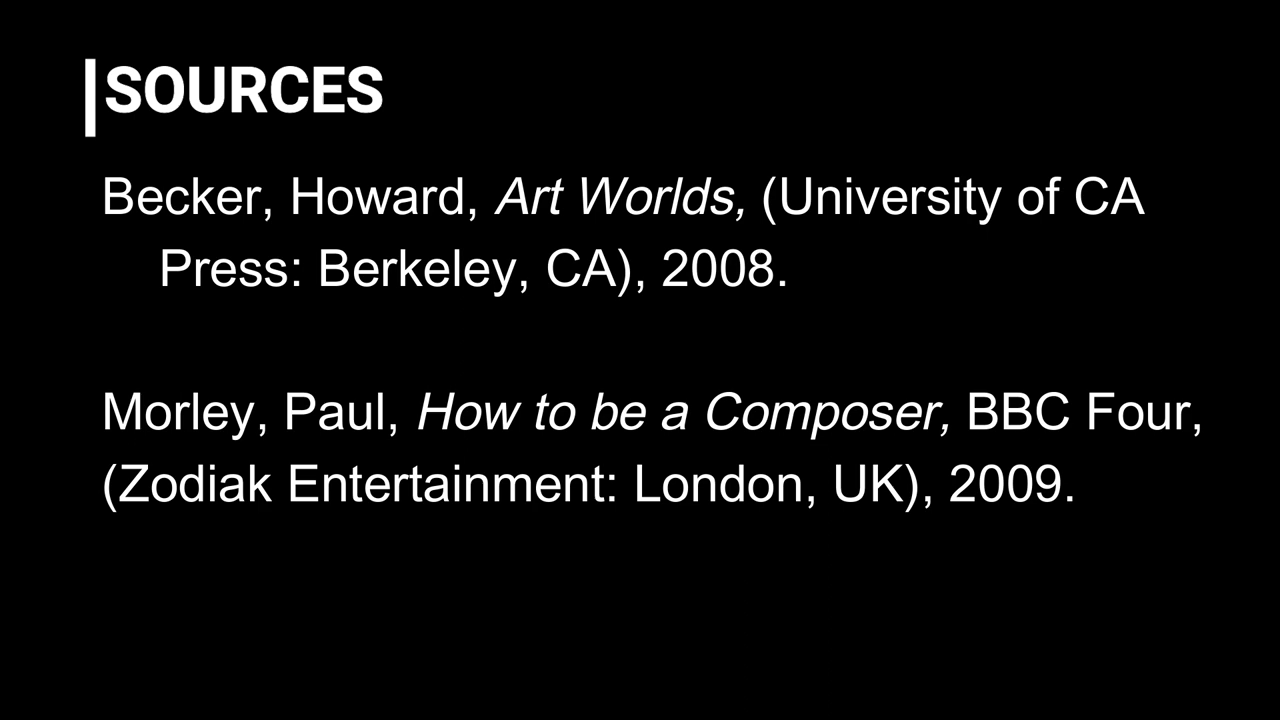 SOURCES
Becker, Howard, Art Worlds, (University of CA
Press: Berkeley, CA), 2008.
Morley, Paul, How to be a Composer, BBC Four,
(Zodiak Entertainment: London, UK), 2009.